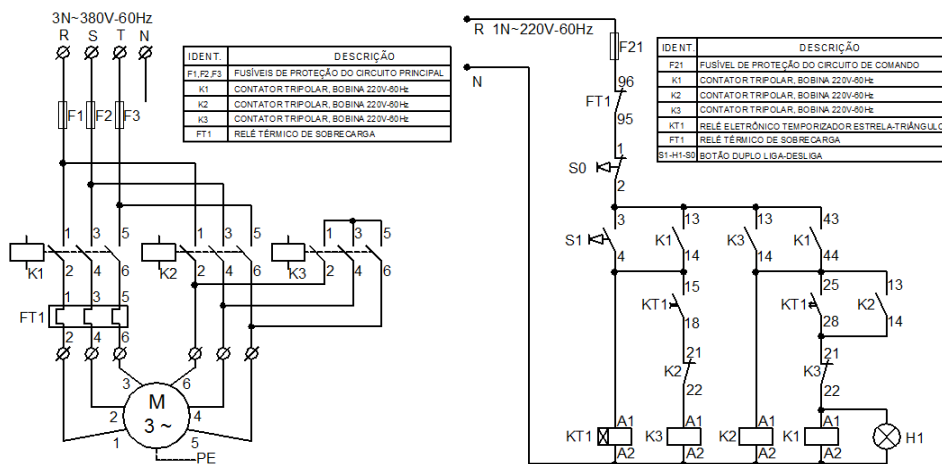 3N~380V-60Hz
R S T N
F1 F2 F3
IDENT. DESCRIÇÃO
F1,F2,F3 FUSÍVEIS DE PROTEÇÃO DO CIRCUITO PRINCIPAL
K1 CONTATOR TRIPOLAR, BOBINA 220V-60Hz
K2 CONTATOR TRIPOLAR, BOBINA 220V-60Hz
K3 CONTATOR TRIPOLAR, BOBINA 220V-60Hz
FT1 RELÉ TÉRMICO DE SOBRECARGA
1 3 5 1 3 5 1 3 5
K1 2 4 6 K2 2 4 6 K3 2 4 6
1 3 5
FT1
2 4 6
3 6
2 M 4
3 ~
1 5
PE
R 1N~220V-60Hz
F21
N
IDENT. DESCRIÇÃO
F21 FUSÍVEL DE PROTEÇÃO DO CIRCUITO DE COMANDO
K1 CONTATOR TRIPOLAR, BOBINA 220V-60Hz
K2 CONTATOR TRIPOLAR, BOBINA 220V-60Hz
K3 CONTATOR TRIPOLAR, BOBINA 220V-60Hz
KT1 RELÉ ELETRÔNICO TEMPORIZADOR ESTRELA-TRIÂNGULO
FT1 RELÉ TÉRMICO DE SOBRECARGA
S1-H1-S0 BOTÃO DUPLO LIGA-DESLIGA
96
FT1
95
1
S0
2
3 13 13 43
S1 K1 K3 K1
4 14 14 44
15 25 13
KT1 KT1 K2
18 28 14
21 21
K2 K3
22 22
A1 A1 A1 A1
KT1 K3 K2 K1 H1
A2 A2 A2 A2